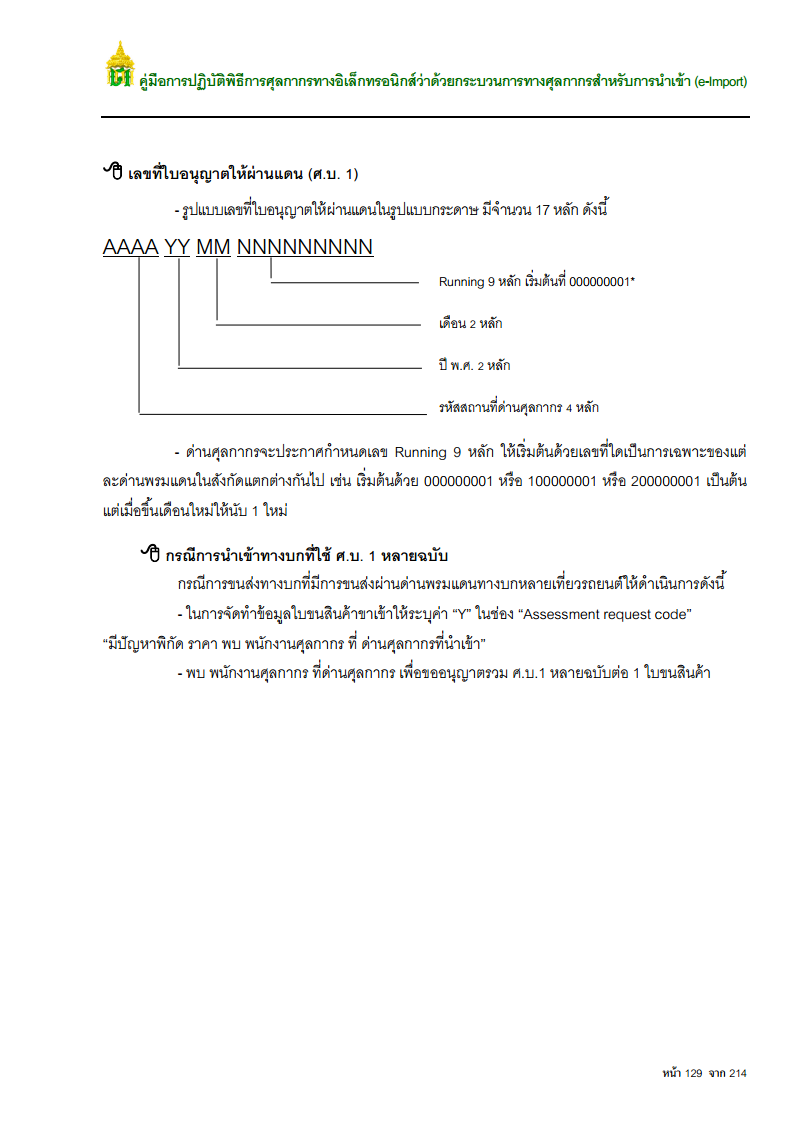 คู่มือการปฏิบัติพิธีการศุลกากรทางอิเล็กทรอนิกส์ว่าด้วยกระบวนการทางศุลกากรสำหรับการนำเข้า (e-Import)
เลขที่ใบอนุญาตให้ผ่านแดน (ศ.บ. 1)
- รูปแบบเลขที่ใบอนุญาตให้ผ่านแดนในรูปแบบกระดาษ มีจำนวน 17 หลัก ดังนี้
AAAA YY MM NNNNNNNNN
Running 9 หลัก เริ่มต้นที่ 000000001*
เดือน 2 หลัก
ปี พ.ศ. 2 หลัก
รหัสสถานที่ด่านศุลกากร 4 หลัก
- ด่านศุลกากรจะประกาศกำหนดเลข Running 9 หลัก ให้เริ่มต้นด้วยเลขที่ใดเป็นการเฉพาะของแต่
ละด่านพรมแดนในสังกัดแตกต่างกันไป เช่น เริ่มต้นด้วย 000000001 หรือ 100000001 หรือ 200000001 เป็นต้น
แต่เมื่อขึ้นเดือนใหม่ให้นับ 1 ใหม่
กรณีการนำเข้าทางบกที่ใช้ ศ.บ. 1 หลายฉบับ
กรณีการขนส่งทางบกที่มีการขนส่งผ่านด่านพรมแดนทางบกหลายเที่ยวรถยนต์ให้ดำเนินการดังนี้
- ในการจัดทำข้อมูลใบขนสินค้าขาเข้าให้ระบุค่า “Y” ในช่อง “Assessment request code”
“มีปัญหาพิกัด ราคา พบ พนักงานศุลกากร ที่ ด่านศุลกากรที่นำเข้า”
- พบ พนักงานศุลกากร ที่ด่านศุลกากร เพื่อขออนุญาตรวม ศ.บ.1 หลายฉบับต่อ 1 ใบขนสินค้า
หน้า 129 จาก 214